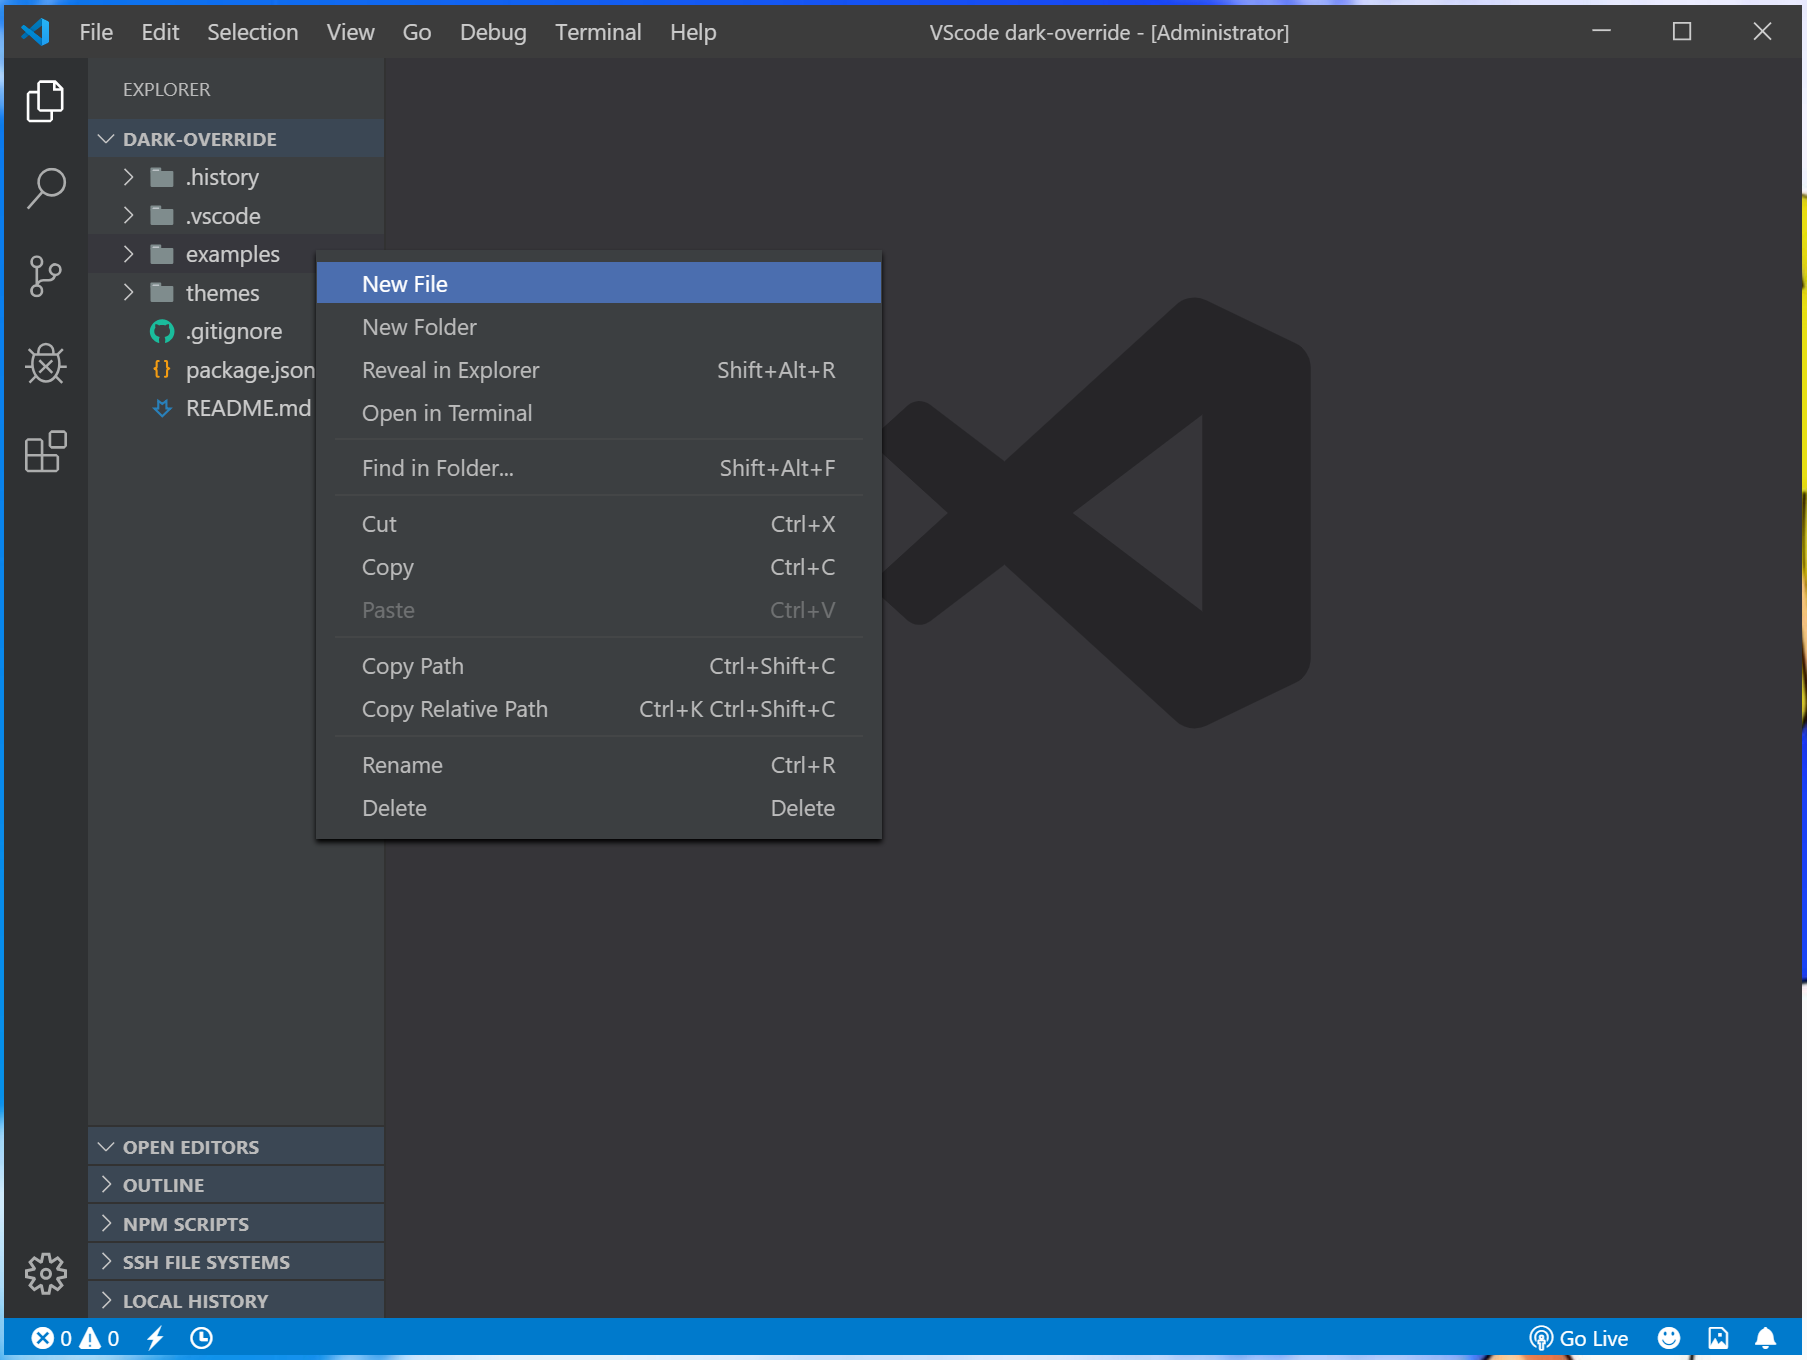 File Edit Selection View Go Debug Terminal Help VScode dark-override - [Administrator]
EXPLORER
DARK-OVERRIDE
.history
.vscode
examples
themes
.gitignore
package.json
README.md
New File
New Folder
Reveal in Explorer Shift+Alt+R
Open in Terminal
Find in Folder... Shift+Alt+F
Cut Ctrl+X
Copy Ctrl+C
Paste Ctrl+V
Copy Path Ctrl+Shift+C
Copy Relative Path Ctrl+K Ctrl+Shift+C
Rename Ctrl+R
Delete Delete
OPEN EDITORS
OUTLINE
NPM SCRIPTS
SSH FILE SYSTEMS
LOCAL HISTORY
0 0 Go Live